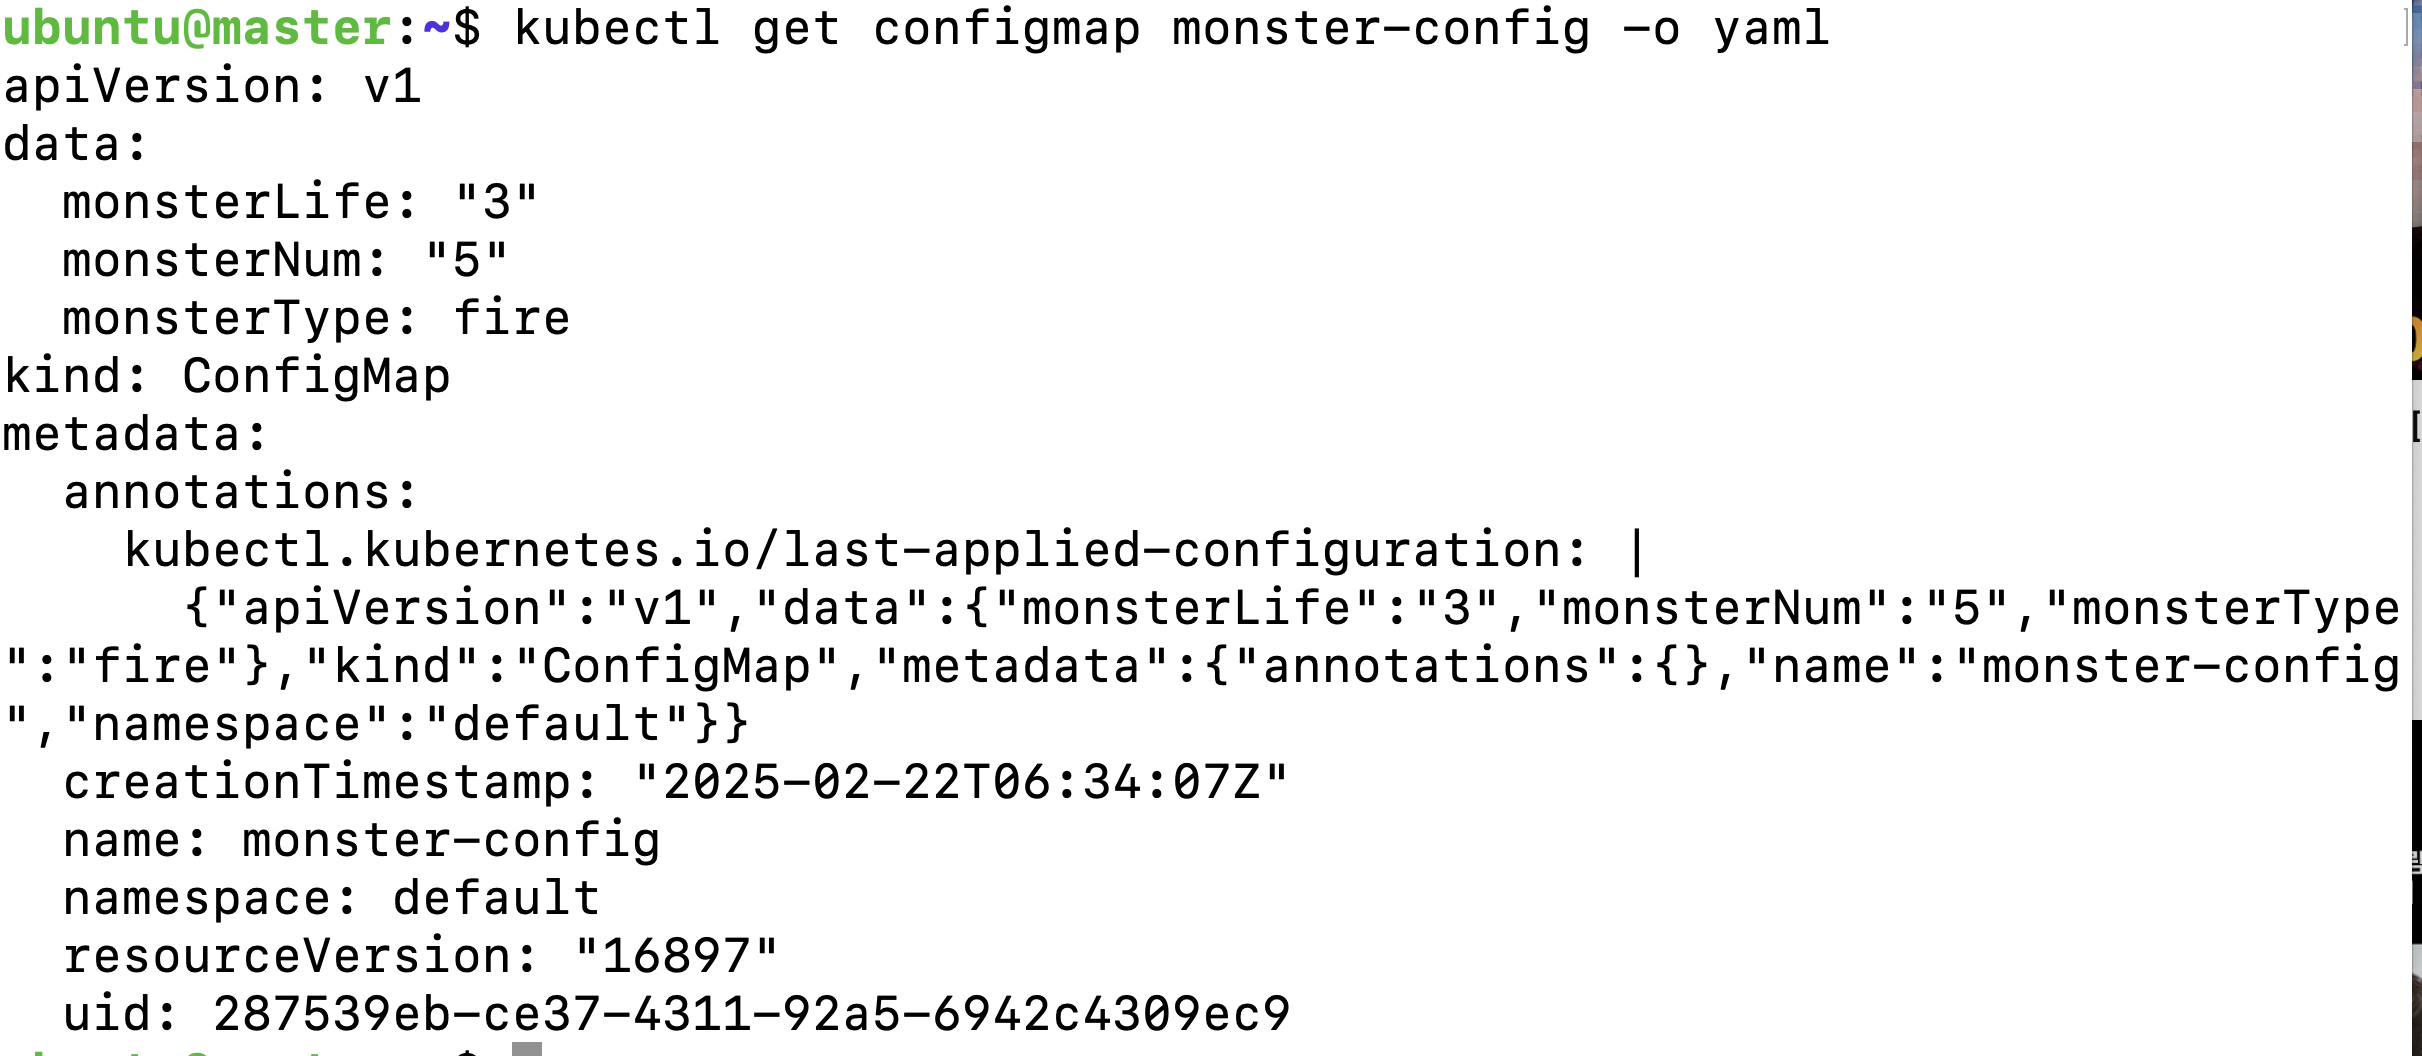 ubuntu@master:~$ kubectl get configmap monster-config -o yaml
apiVersion: v1
data:
  monsterLife: "3"
  monsterNum: "5"
  monsterType: fire
kind: ConfigMap
metadata:
  annotations:
    kubectl.kubernetes.io/last-applied-configuration: |
      {"apiVersion":"v1","data":{"monsterLife":"3","monsterNum":"5","monsterType
":"fire"},"kind":"ConfigMap","metadata":{"annotations":{},"name":"monster-config
","namespace":"default"}}
  creationTimestamp: "2025-02-22T06:34:07Z"
  name: monster-config
  namespace: default
  resourceVersion: "16897"
  uid: 287539eb-ce37-4311-92a5-6942c4309ec9